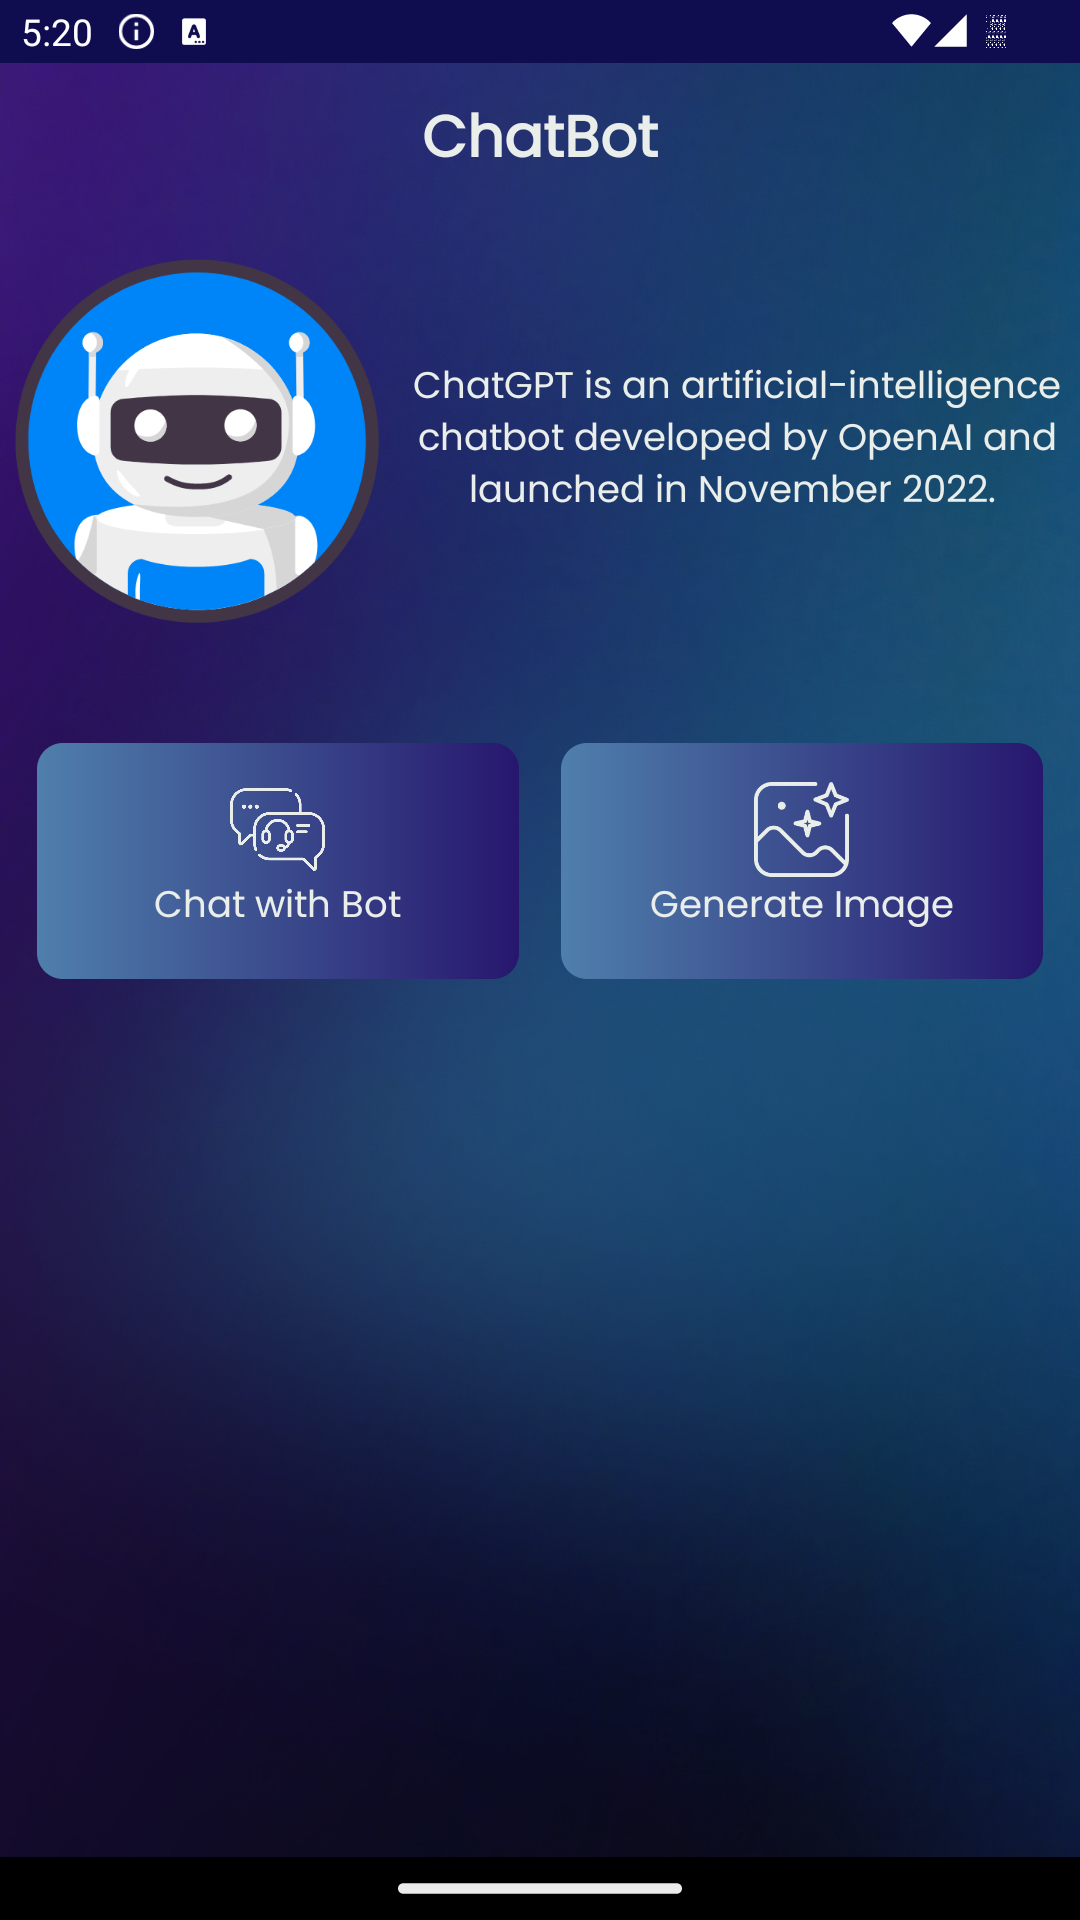 5:20
ChatBot
ChatGPT is an artificial-intelligence
chatbot developed by OpenAI and
launched in November 2022.
Chat with Bot
Generate Image